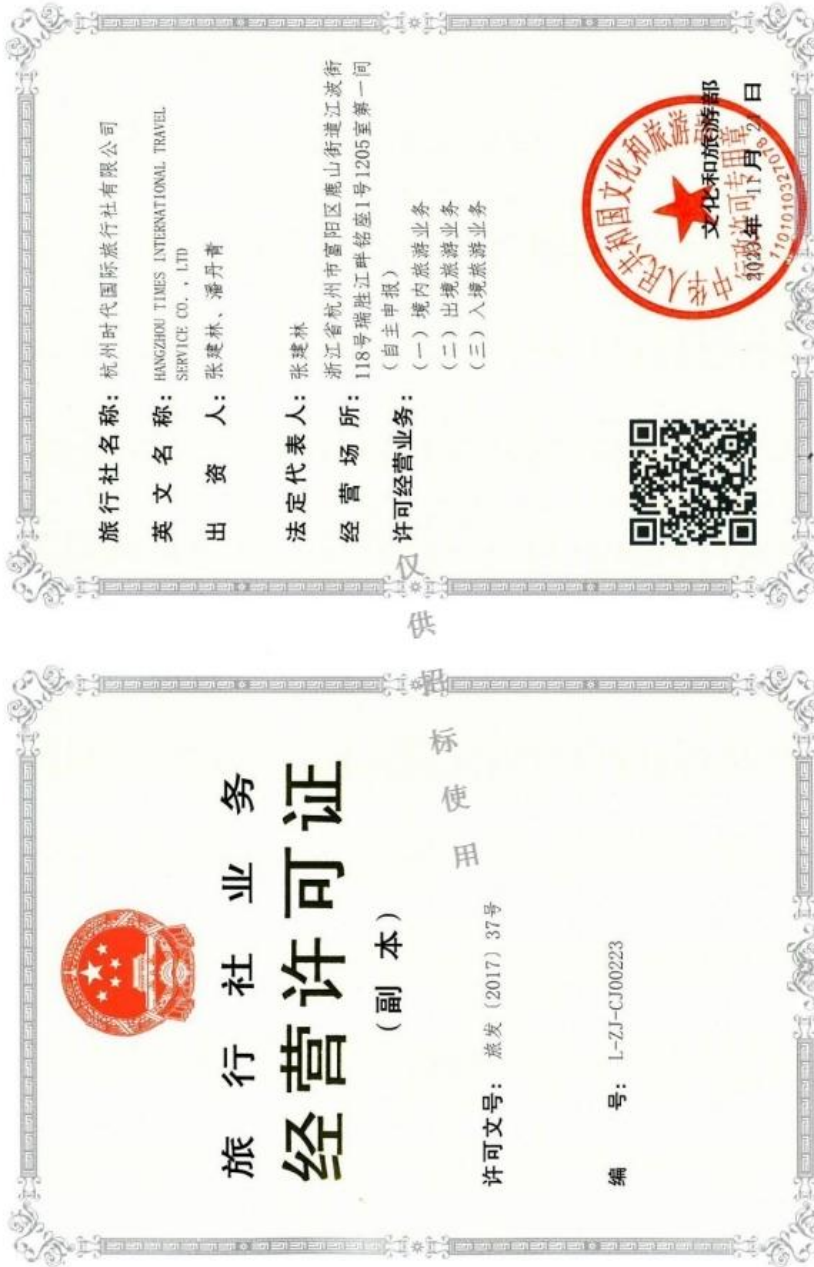 旅行社业务
经营许可证
（副本）
许可文号：旅发〔2017〕37号
编号：L-ZJ-CJ00223
仅供招标使用
旅行社名称：杭州时代国际旅行社有限公司
英文名称：HANGZHOU TIMES INTERNATIONAL TRAVEL
SERVICE CO. , LTD
出资人：张建林、潘丹青
法定代表人：张建林
经营场所：浙江省杭州市富阳区鹿山街道江波街
118号瑞胜江畔铭座1号1205室第一间
（自主申报）
许可经营业务：（一）境内旅游业务
（二）出境旅游业务
（三）入境旅游业务
中华人民共和国文化和旅游部
行政许可专用章
1101010327078
文化和旅游部
2023年 11月 21 日